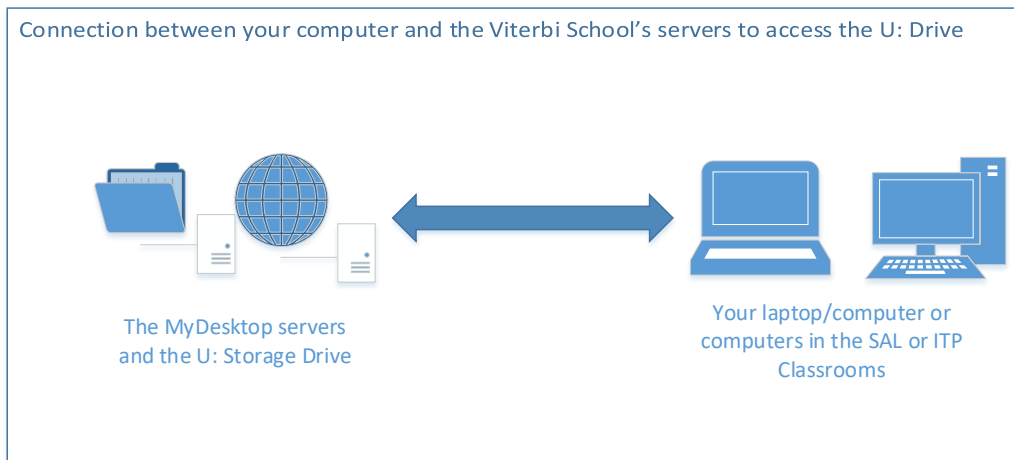 Connection between your computer and the Viterbi School’s servers to access the U: Drive
The MyDesktop servers
and the U: Storage Drive
Your laptop/computer or
computers in the SAL or ITP
Classrooms